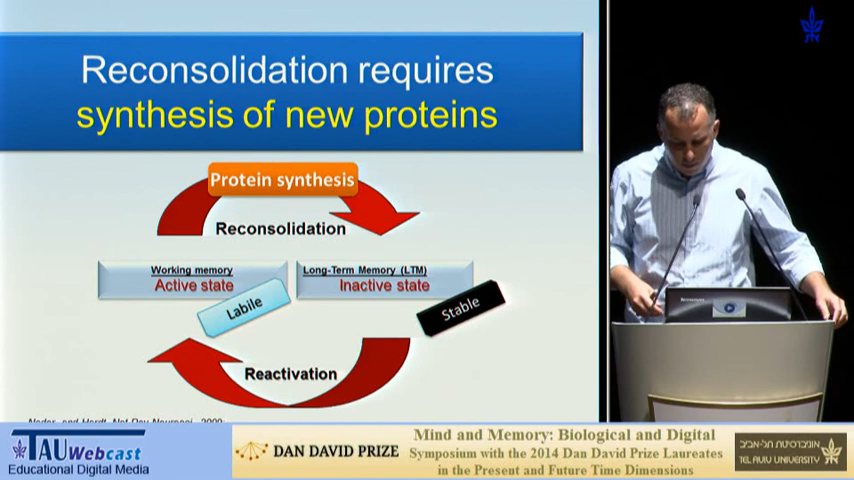 Reconsolidation requires
synthesis of new proteins
Protein synthesis
Reconsolidation
Working memory
Active state
Long-Term Memory (LTM)
Inactive state
Labile
Stable
Reactivation
TAUWebcast
Educational Digital Media
DAN DAVID PRIZE
Mind and Memory: Biological and Digital
Symposium with the 2014 Dan David Prize Laureates
in the Present and Future Time Dimensions
אוניברסיטת תל-אביב
TEL AVIV UNIVERSITY